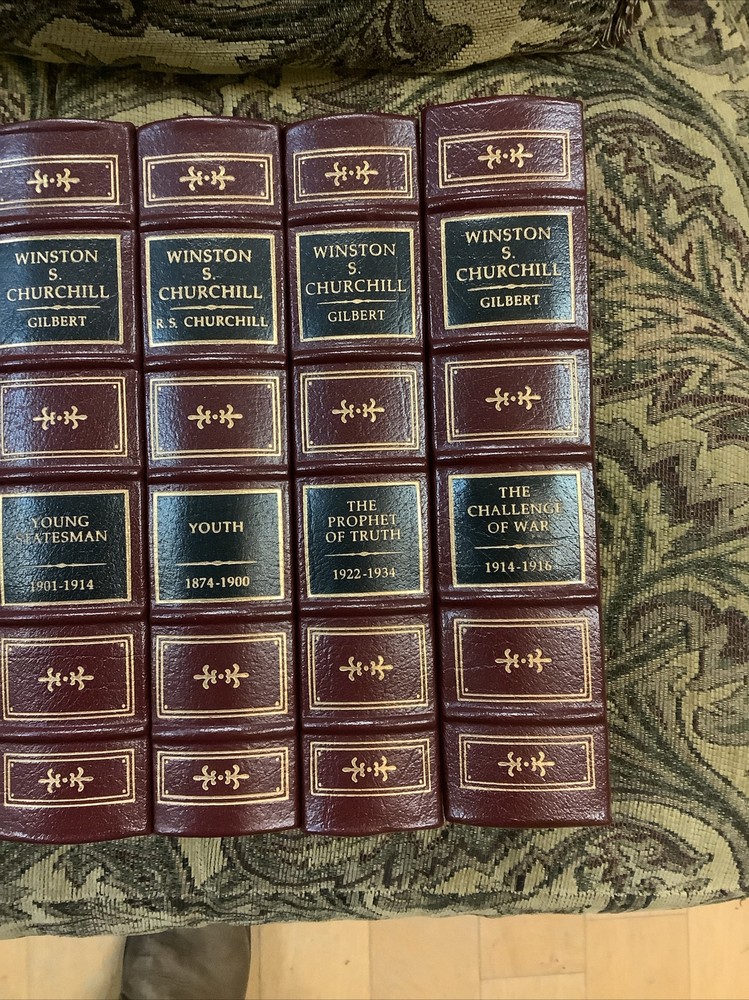 WINSTON
S.
CHURCHILL
GILBERT
YOUNG
STATESMAN
1901-1914
WINSTON
S.
CHURCHILL
R.S. CHURCHILL
YOUTH
1874-1900
WINSTON
S.
CHURCHILL
GILBERT
THE
PROPHET
OF TRUTH
1922-1934
WINSTON
S.
CHURCHILL
GILBERT
THE
CHALLENGE
OF WAR
1914-1916